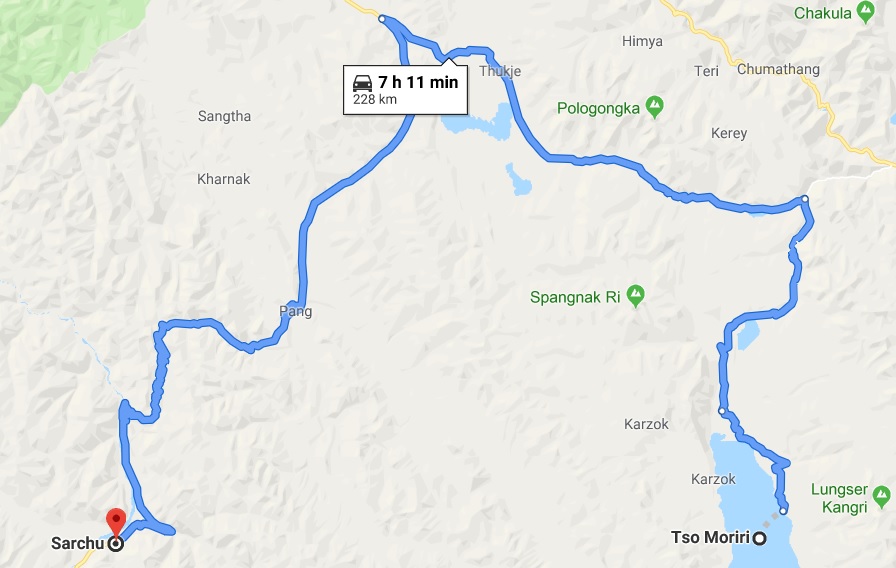 Chakula
Himya
Teri
Chumathang
Thukje
7 h 11 min
228 km
Pologongka
Sangtha
Kerey
Kharnak
Spangnak Ri
Pang
Karzok
Karzok
Lungser
Kangri
Sarchu
Tso Moriri